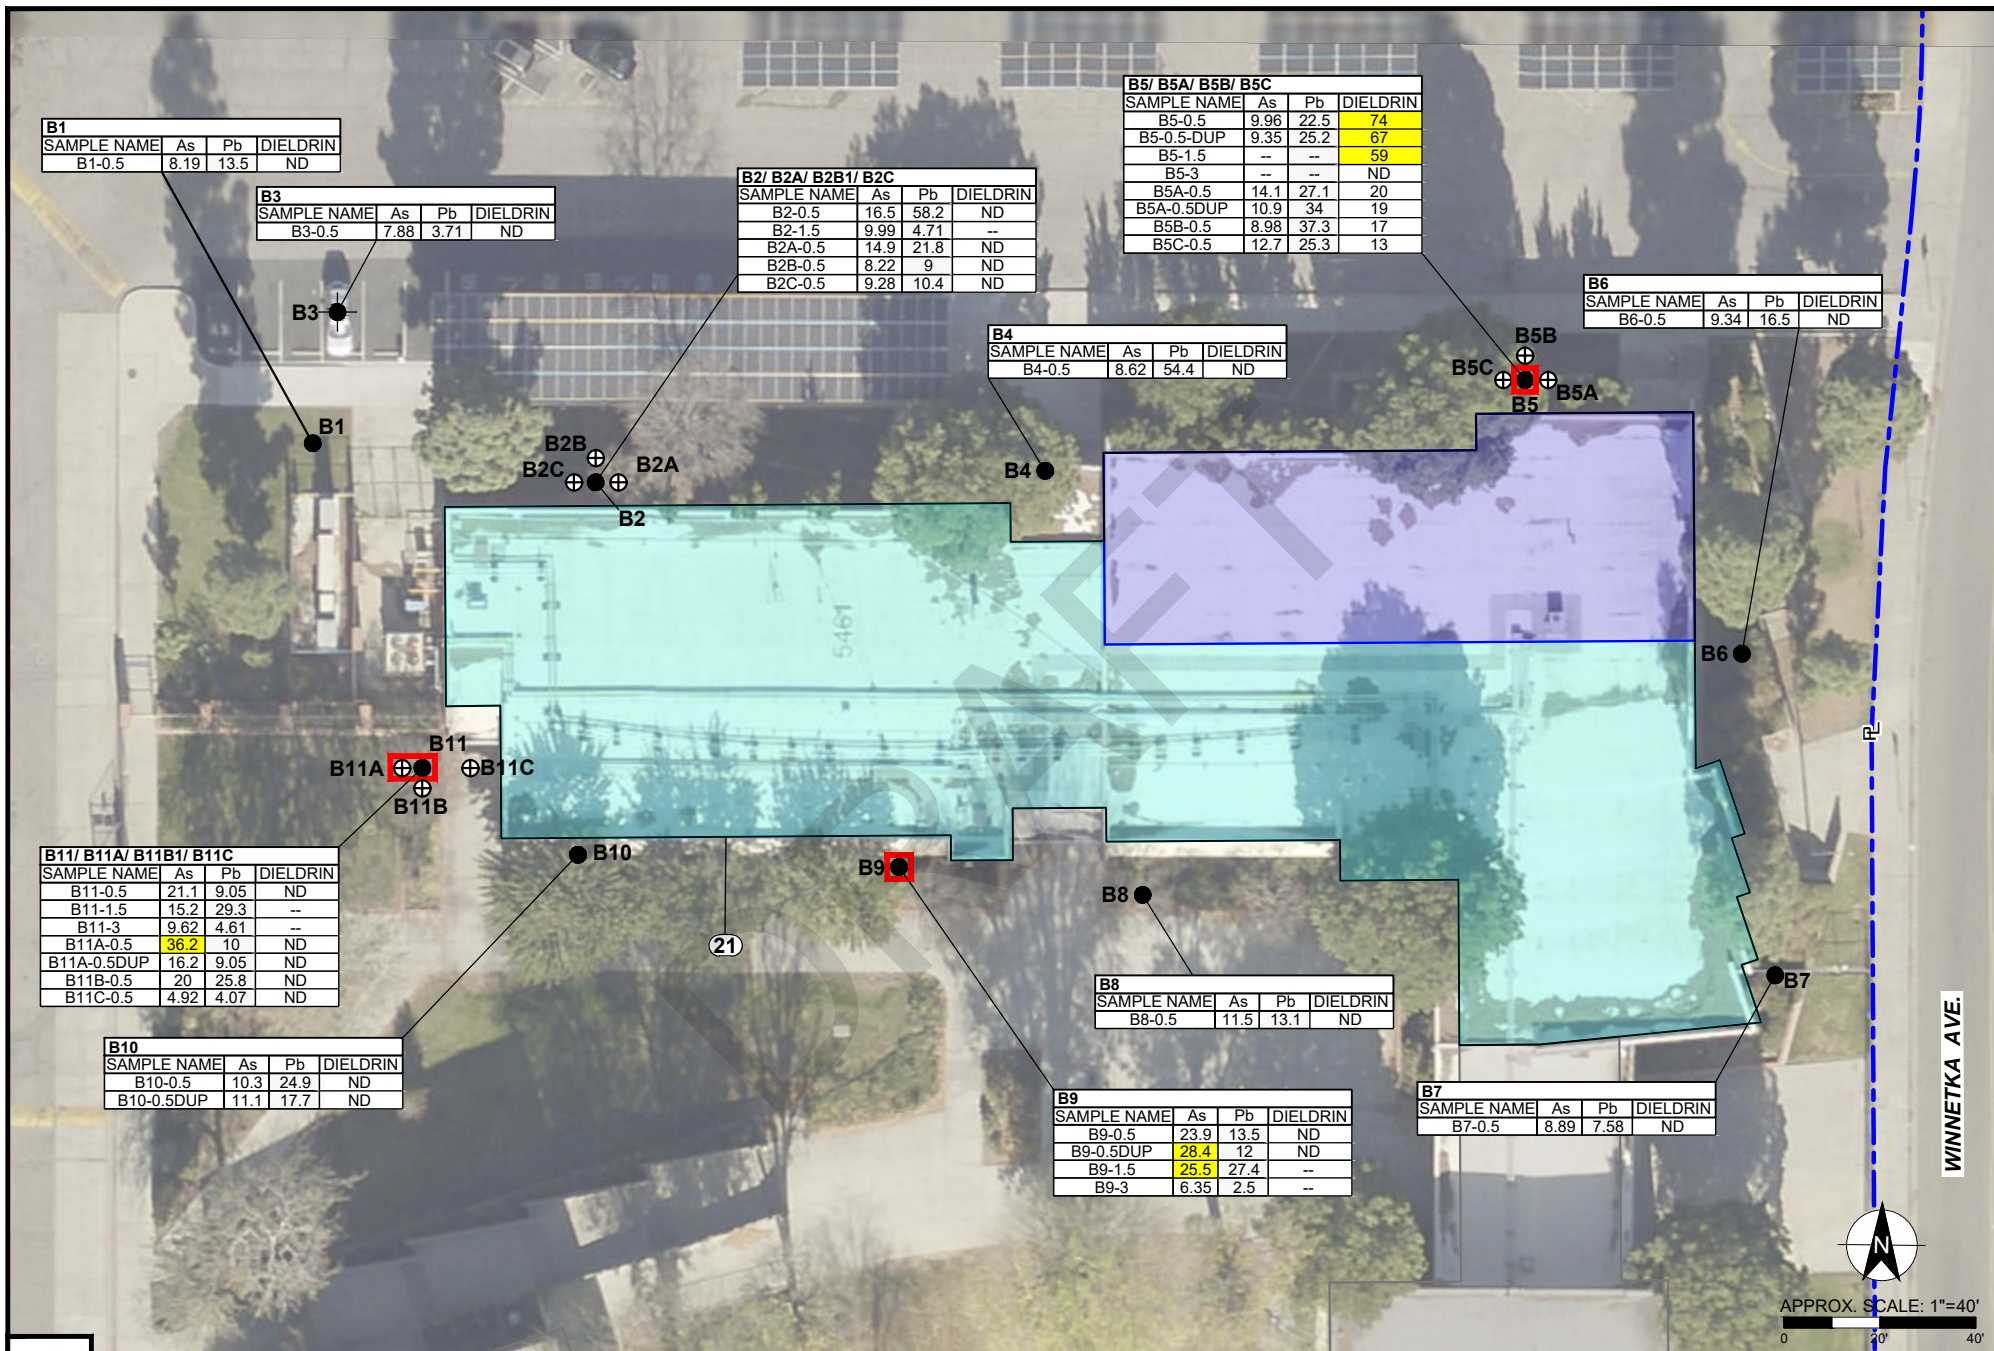 B5/ B5A/ B5B/ B5C
SAMPLE NAME As Pb DIELDRIN
B5-0.5 9.96 22.5 74
B5-0.5-DUP 9.35 25.2 67
B5-1.5 -- -- 59
B5-3 -- -- ND
B5A-0.5 14.1 27.1 20
B5A-0.5DUP 10.9 34 19
B5B-0.5 8.98 37.3 17
B5C-0.5 12.7 25.3 13
B1
SAMPLE NAME As Pb DIELDRIN
B1-0.5 8.19 13.5 ND
B2/ B2A/ B2B1/ B2C
SAMPLE NAME As Pb DIELDRIN
B2-0.5 16.5 58.2 ND
B2-1.5 9.99 4.71 --
B2A-0.5 14.9 21.8 ND
B2B-0.5 8.22 9 ND
B2C-0.5 9.28 10.4 ND
B3
SAMPLE NAME As Pb DIELDRIN
B3-0.5 7.88 3.71 ND
B6
SAMPLE NAME As Pb DIELDRIN
B6-0.5 9.34 16.5 ND
B3
B4
SAMPLE NAME As Pb DIELDRIN
B4-0.5 8.62 54.4 ND
B5B
B5C
B5A
B5
B1
B2B
B2C
B2A
B2
B4
5461
B6
PL
DRAFT
B11
B11A
B11C
B11B
B10
B9
B8
21
B7
B11/ B11A/ B11B1/ B11C
SAMPLE NAME As Pb DIELDRIN
B11-0.5 21.1 9.05 ND
B11-1.5 15.2 29.3 --
B11-3 9.62 4.61 --
B11A-0.5 36.2 10 ND
B11A-0.5DUP 16.2 9.05 ND
B11B-0.5 20 25.8 ND
B11C-0.5 4.92 4.07 ND
B8
SAMPLE NAME As Pb DIELDRIN
B8-0.5 11.5 13.1 ND
B10
SAMPLE NAME As Pb DIELDRIN
B10-0.5 10.3 24.9 ND
B10-0.5DUP 11.1 17.7 ND
B9
SAMPLE NAME As Pb DIELDRIN
B9-0.5 23.9 13.5 ND
B9-0.5DUP 28.4 12 ND
B9-1.5 25.5 27.4 --
B9-3 6.35 2.5 --
B7
SAMPLE NAME As Pb DIELDRIN
B7-0.5 8.89 7.58 ND
WINNETKA AVE.
N
APPROX. SCALE: 1"=40'
0 20' 40'